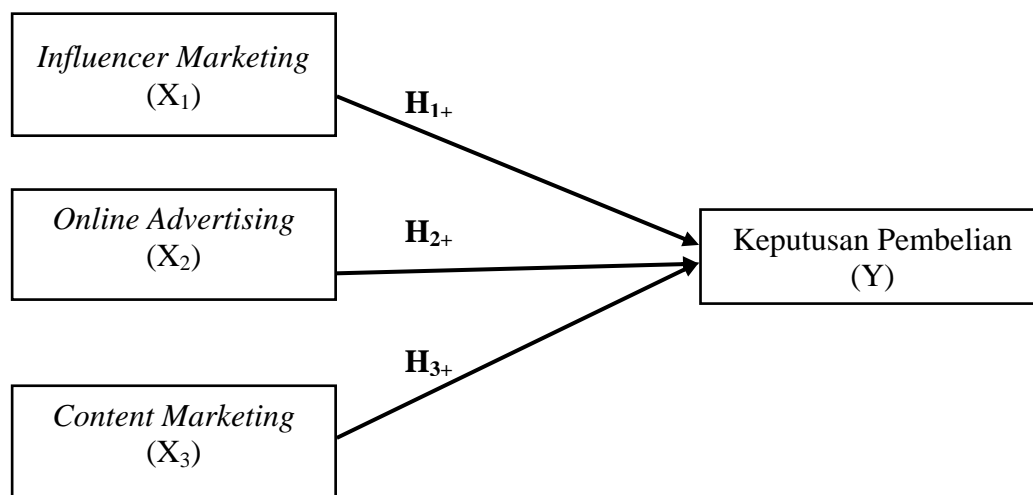 Influencer Marketing
(X₁)
H₁₊
Online Advertising
(X₂)
H₂₊
Keputusan Pembelian
(Y)
H₃₊
Content Marketing
(X₃)